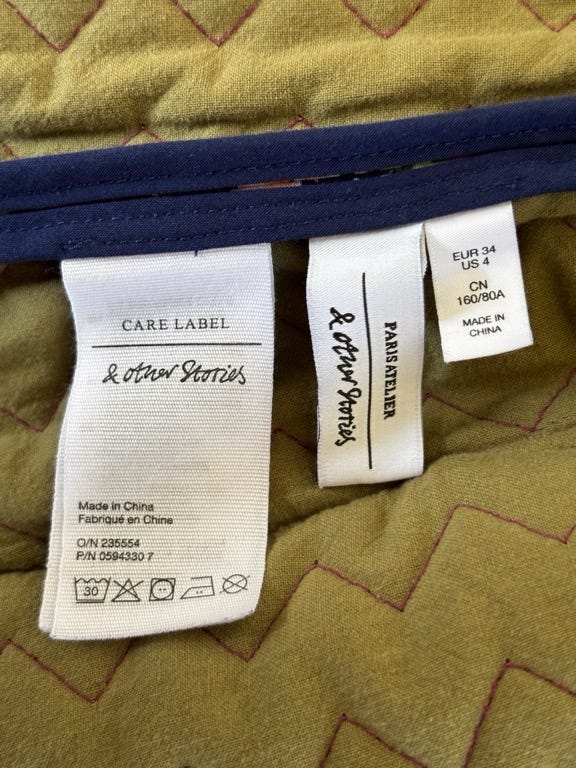 CARE LABEL
& other Stories
Made in China
Fabriqué en Chine
O/N 235554
P/N 0594330 7
30
PARIS ATELIER
& other Stories
EUR 34
US 4
CN
160/80A
MADE IN
CHINA